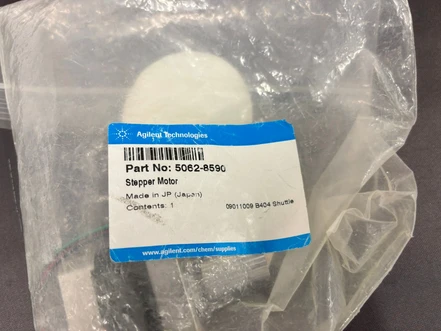 Agilent Technologies
Part No: 5062-8590
Stepper Motor
Made in JP (Japan)
Contents: 1
09011009 B404 Shuttle
www.agilent.com/chem/supplies